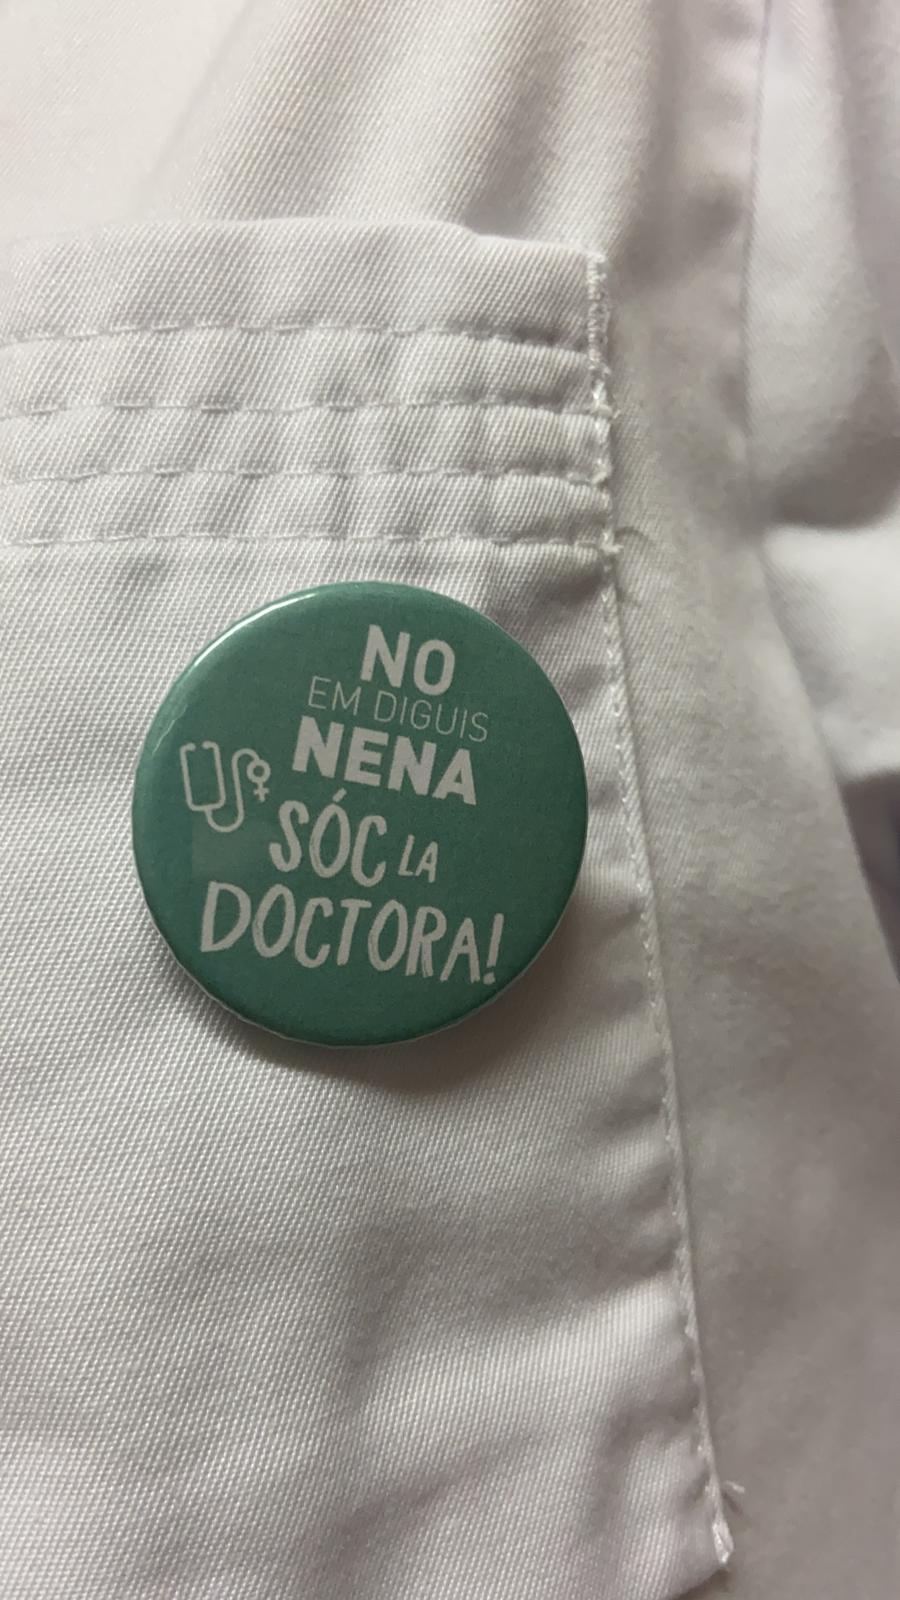 NO
EM DIGUIS
NENA
SÓC LA
DOCTORA!